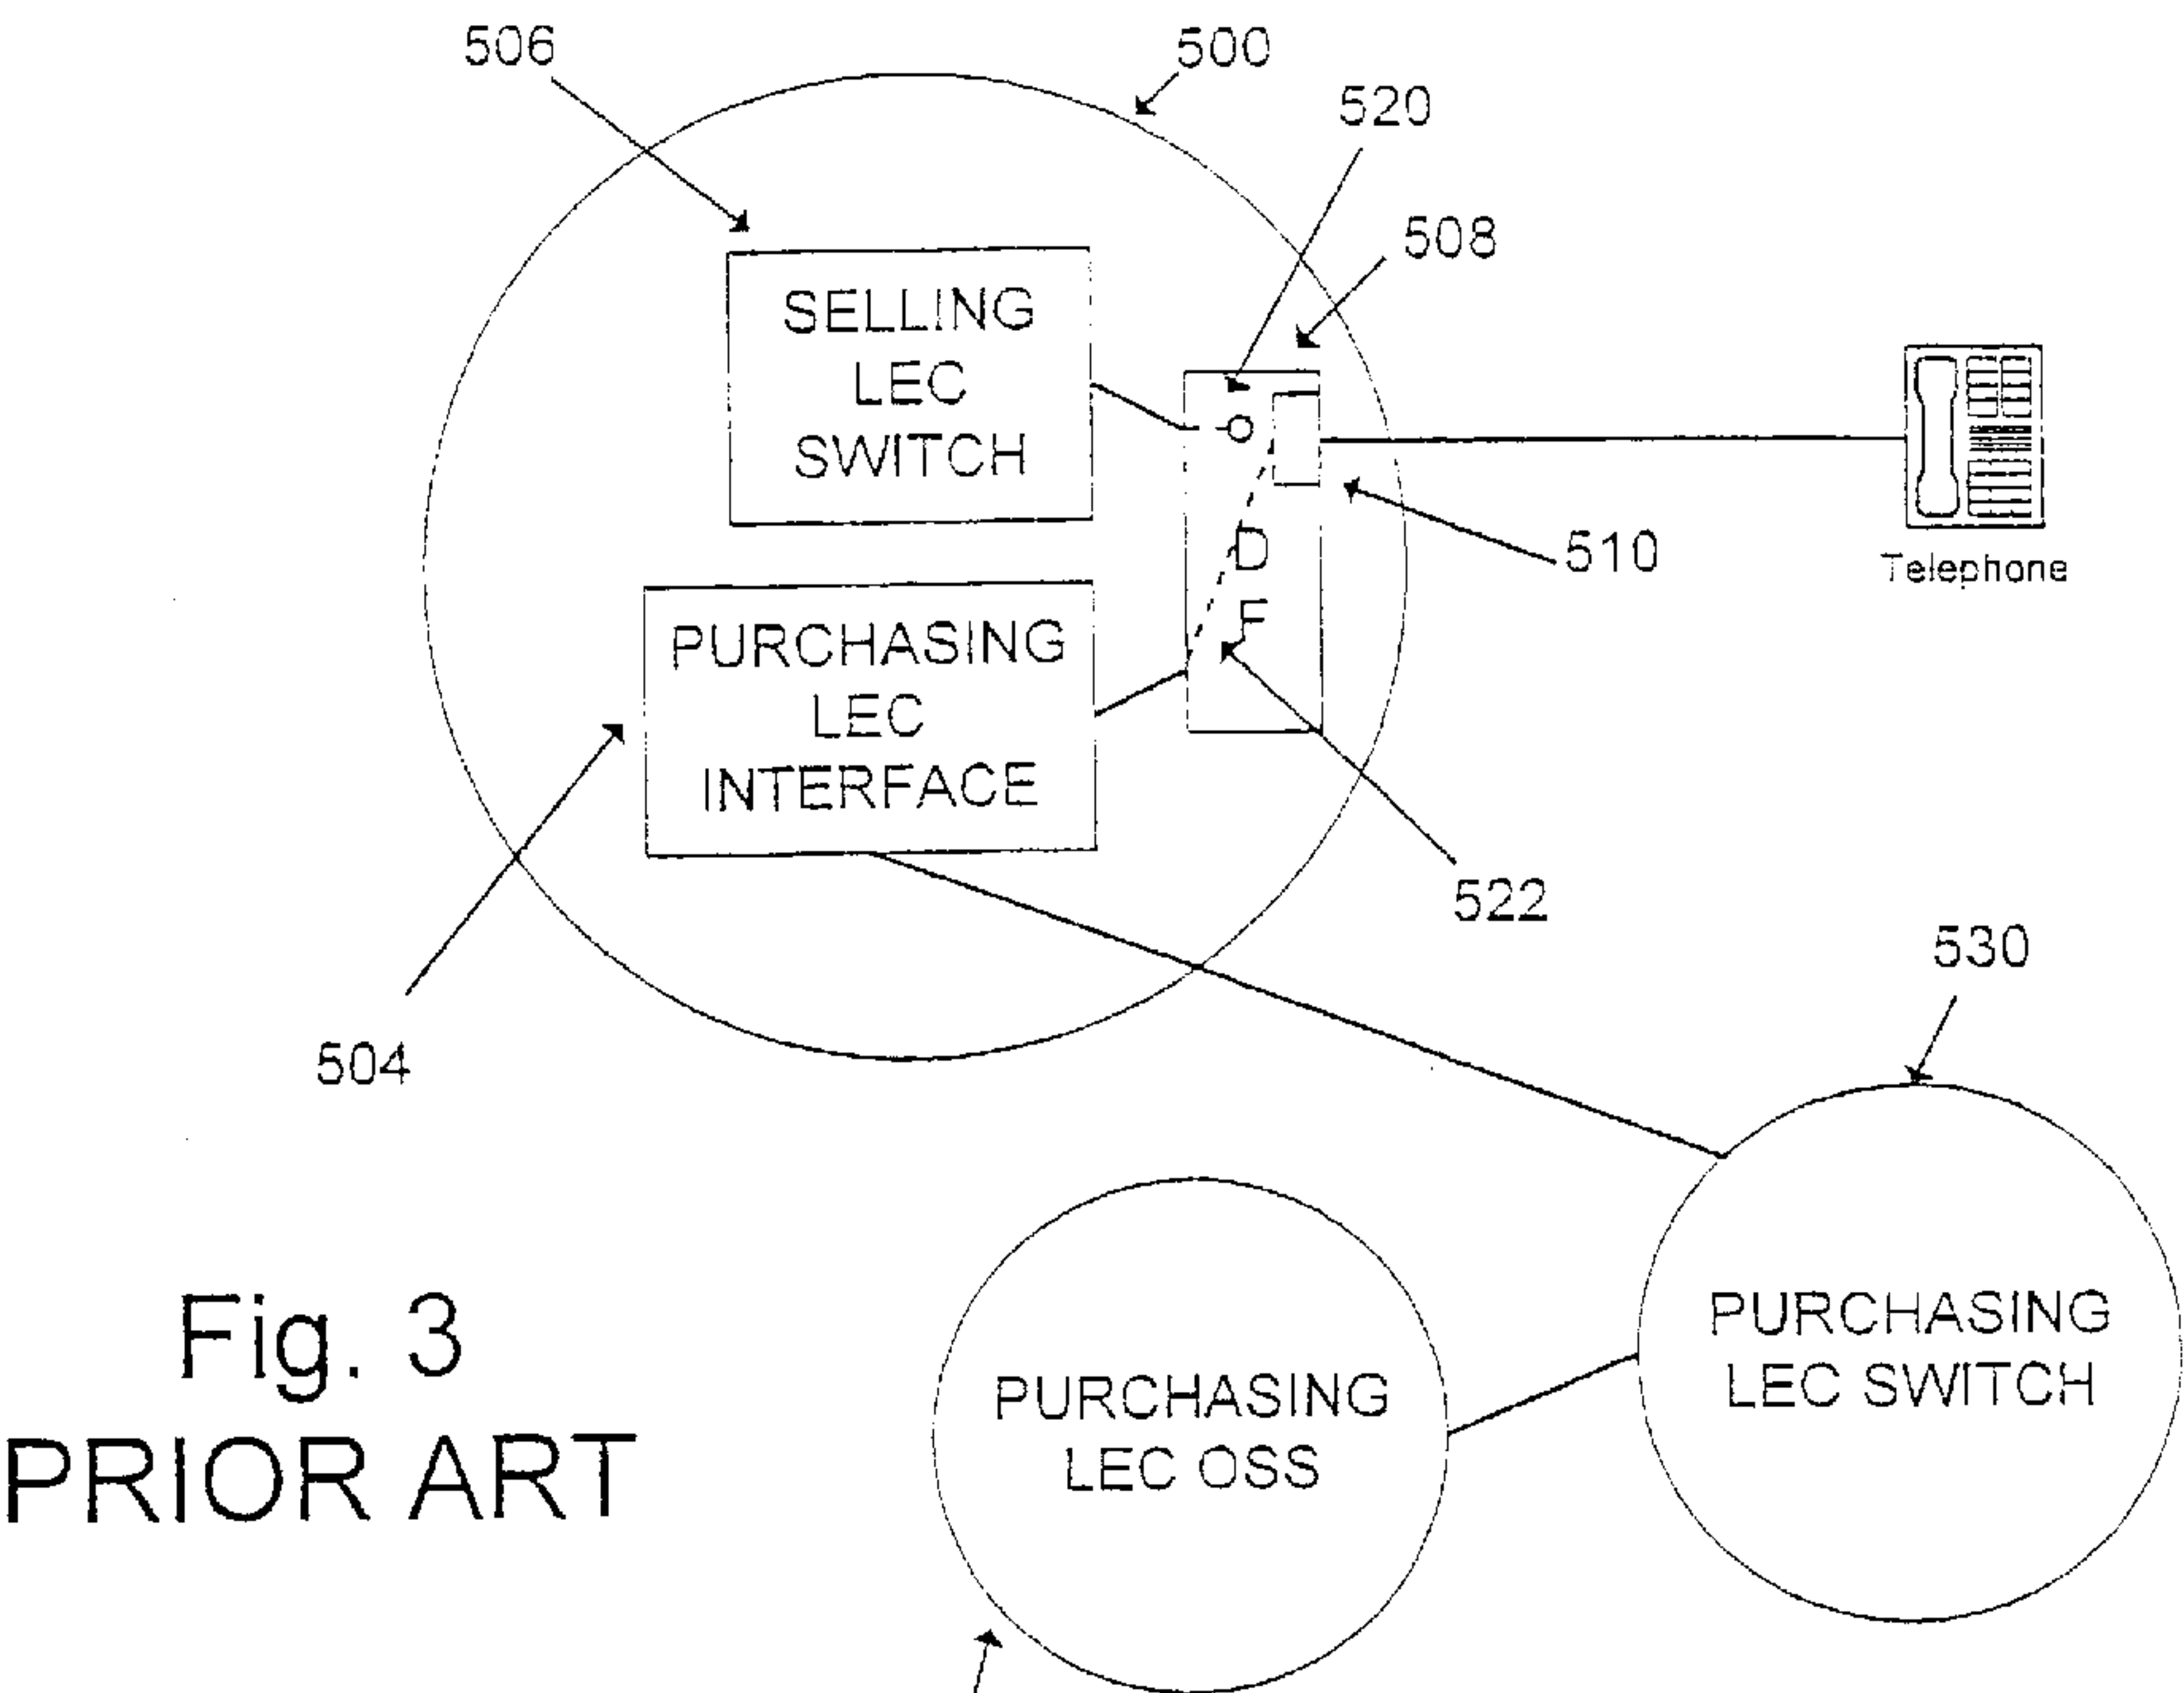 506
500
520
508
SELLING
LEC
SWITCH
510
Telephone
D
F
PURCHASING
LEC
INTERFACE
522
504
530
PURCHASING
LEC SWITCH
PURCHASING
LEC OSS
Fig. 3
PRIOR ART